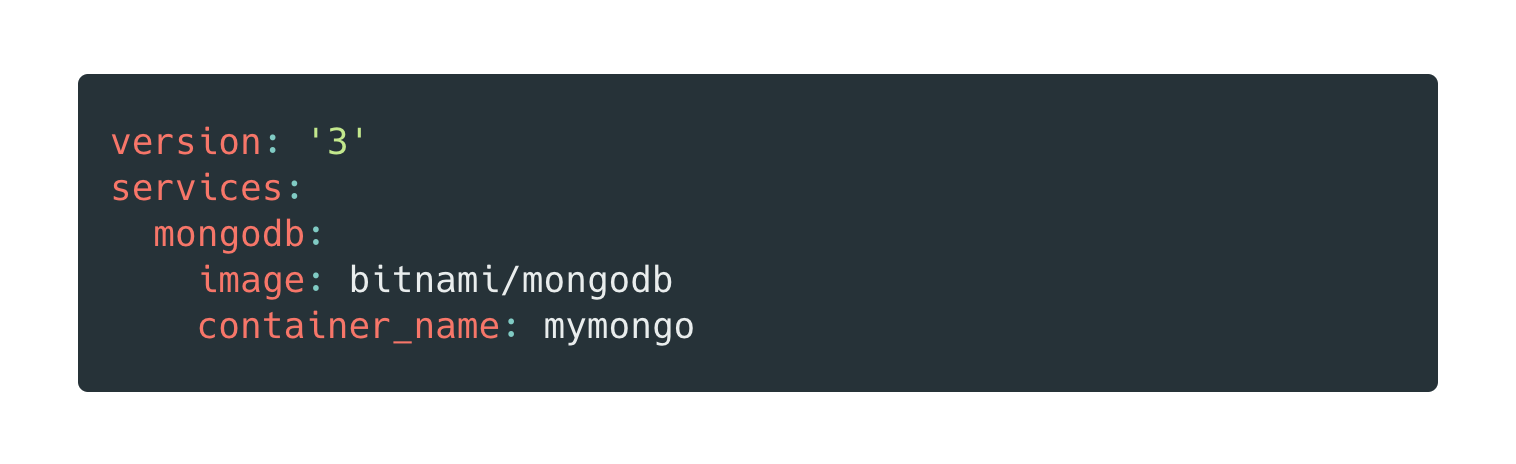 version: '3'
services:
  mongodb:
    image: bitnami/mongodb
    container_name: mymongo